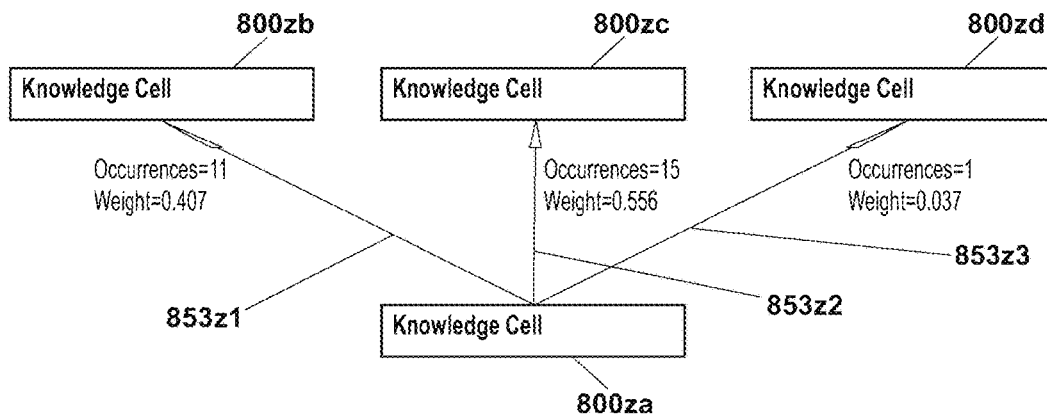 800zb
800zc
800zd
Knowledge Cell
Knowledge Cell
Knowledge Cell
Occurrences=11
Weight=0.407
Occurrences=15
Weight=0.556
Occurrences=1
Weight=0.037
853z1
853z2
853z3
Knowledge Cell
800za